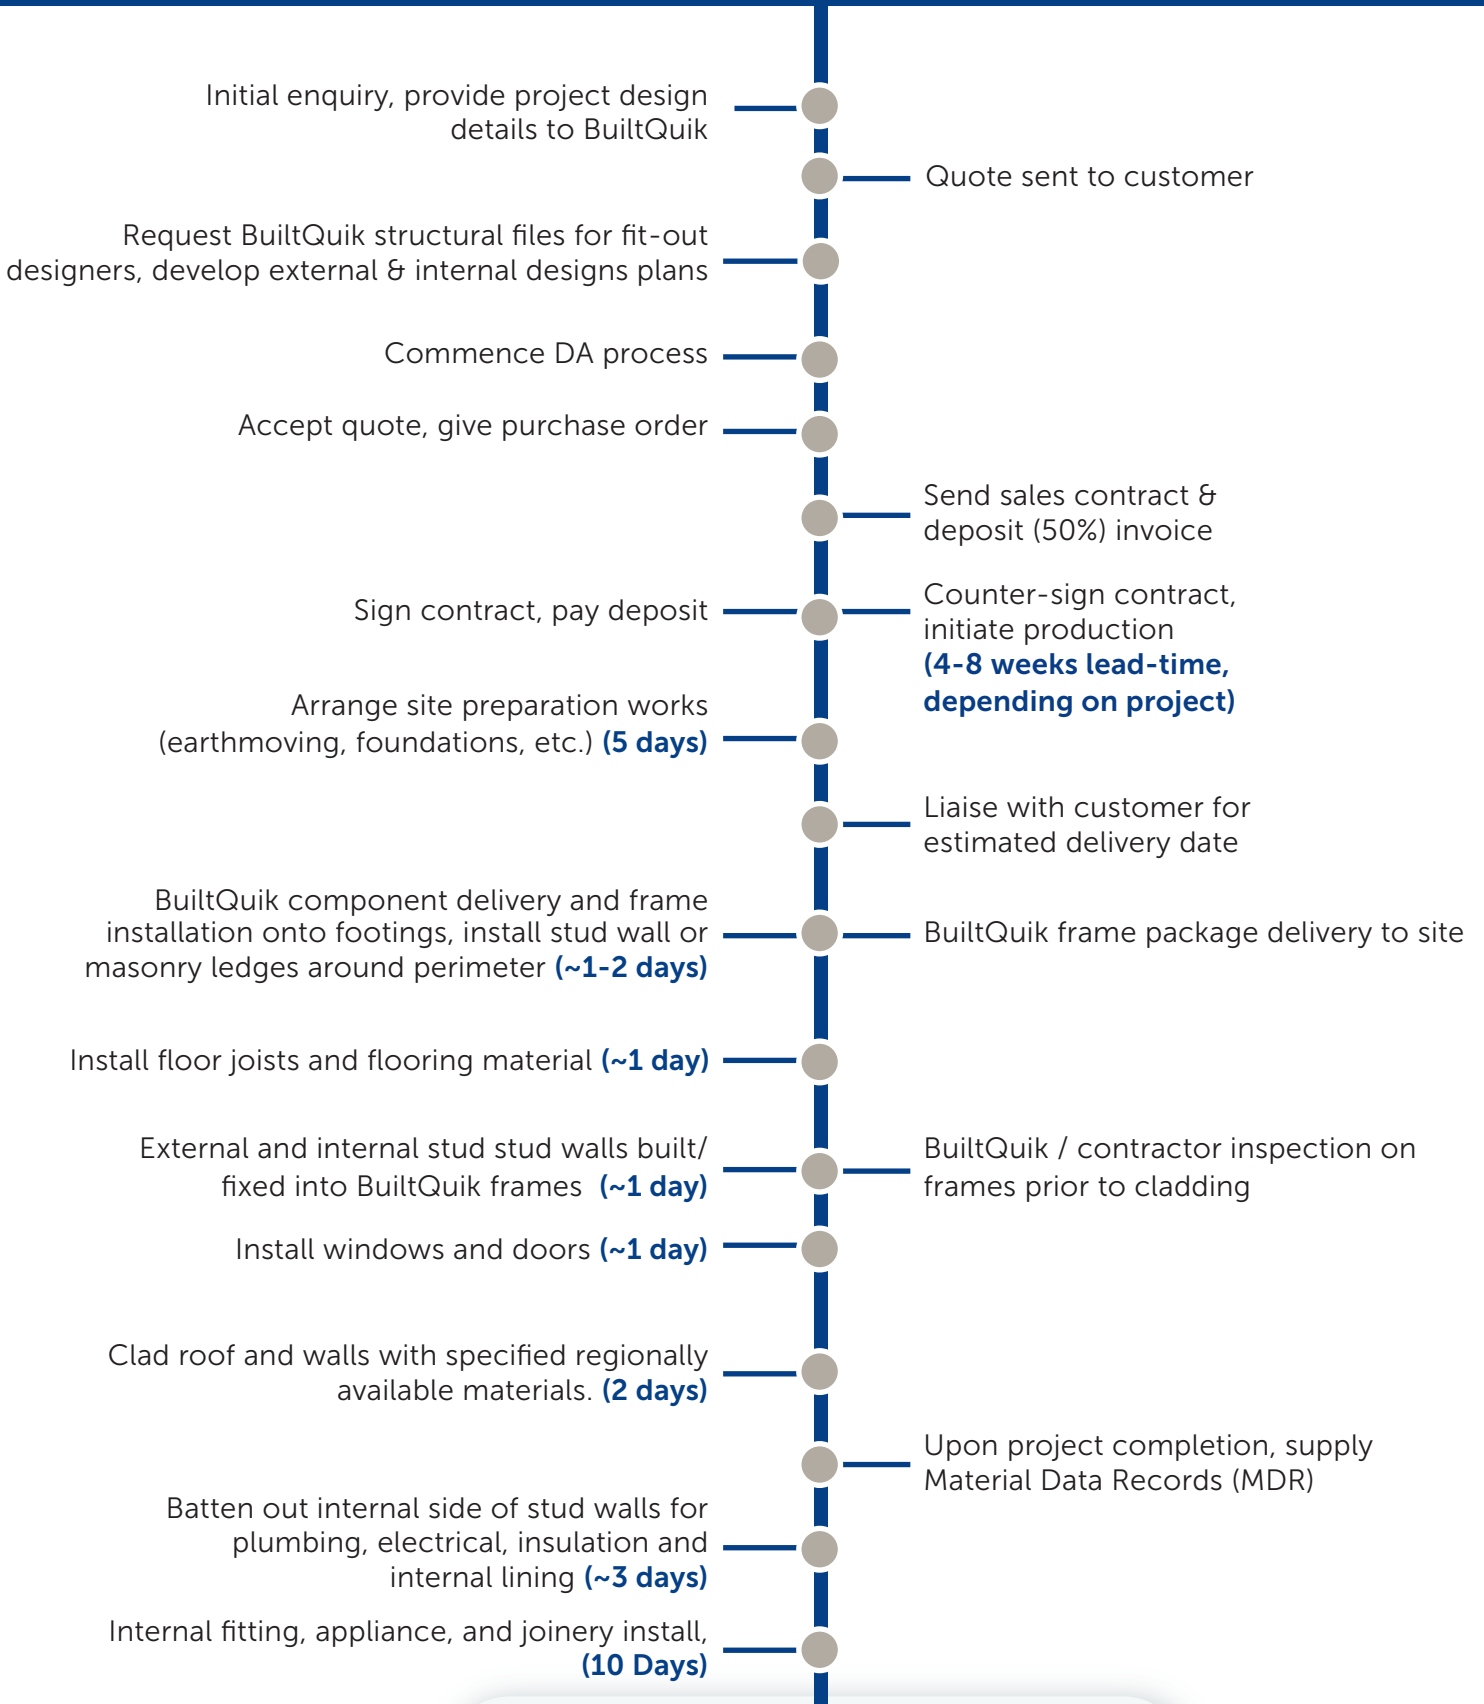 Initial enquiry, provide project design
details to BuiltQuik
Quote sent to customer
Request BuiltQuik structural files for fit-out
designers, develop external & internal designs plans
Commence DA process
Accept quote, give purchase order
Send sales contract &
deposit (50%) invoice
Sign contract, pay deposit
Counter-sign contract,
initiate production
(4-8 weeks lead-time,
depending on project)
Arrange site preparation works
(earthmoving, foundations, etc.) (5 days)
Liaise with customer for
estimated delivery date
BuiltQuik component delivery and frame
installation onto footings, install stud wall or
masonry ledges around perimeter (~1-2 days)
BuiltQuik frame package delivery to site
Install floor joists and flooring material (~1 day)
External and internal stud stud walls built/
fixed into BuiltQuik frames (~1 day)
BuiltQuik / contractor inspection on
frames prior to cladding
Install windows and doors (~1 day)
Clad roof and walls with specified regionally
available materials. (2 days)
Upon project completion, supply
Material Data Records (MDR)
Batten out internal side of stud walls for
plumbing, electrical, insulation and
internal lining (~3 days)
Internal fitting, appliance, and joinery install,
(10 Days)